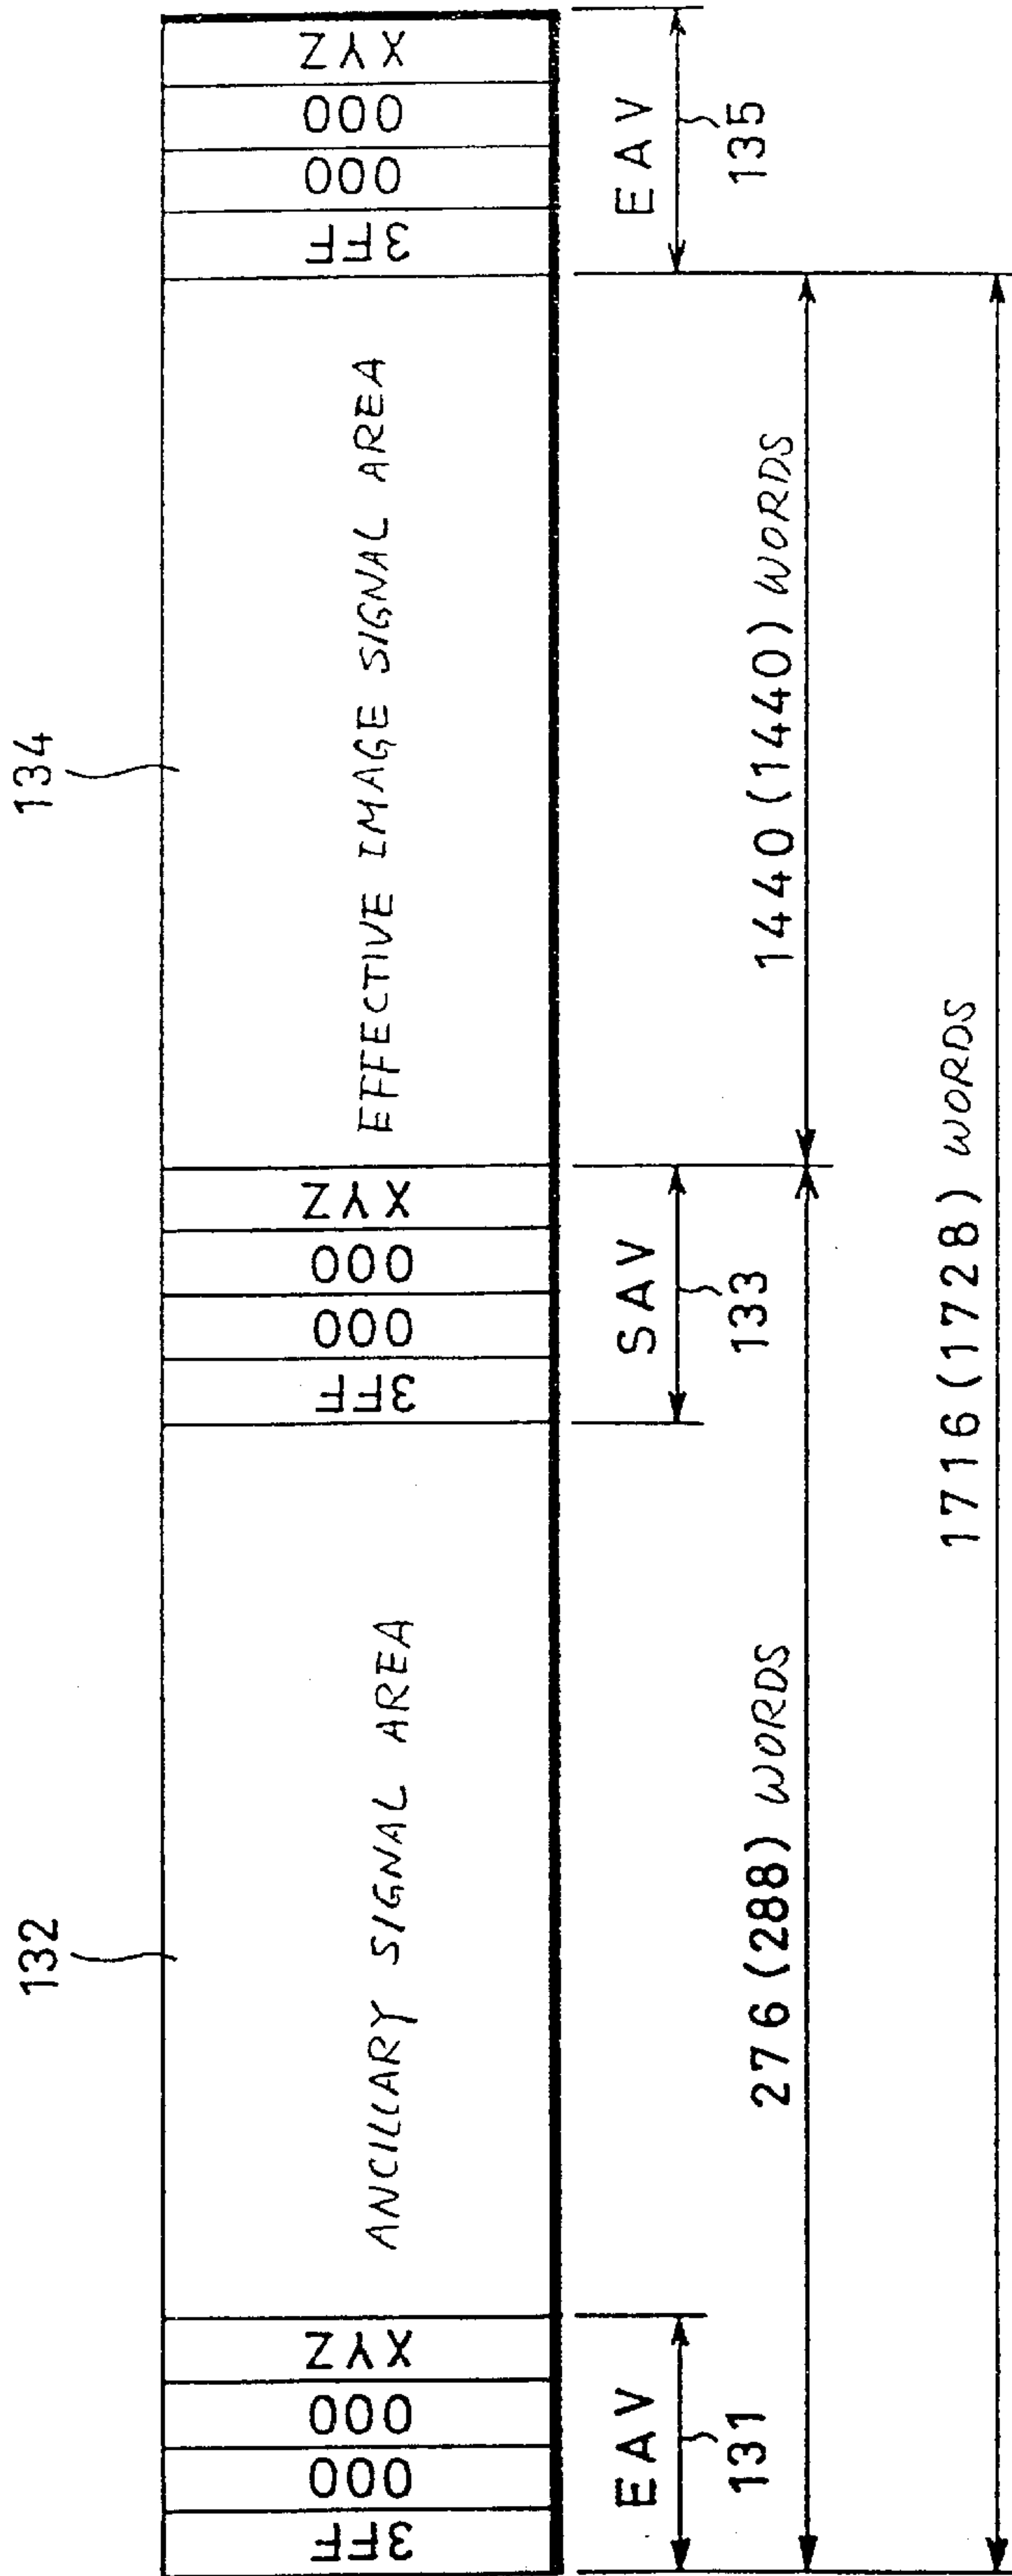 132
134
3FF
000
000
XYZ
ANCILLARY SIGNAL AREA
3FF
000
000
XYZ
EFFECTIVE IMAGE SIGNAL AREA
3FF
000
000
XYZ
EAV
131
SAV
133
EAV
135
276 (288) WORDS
1440 (1440) WORDS
1716 (1728) WORDS